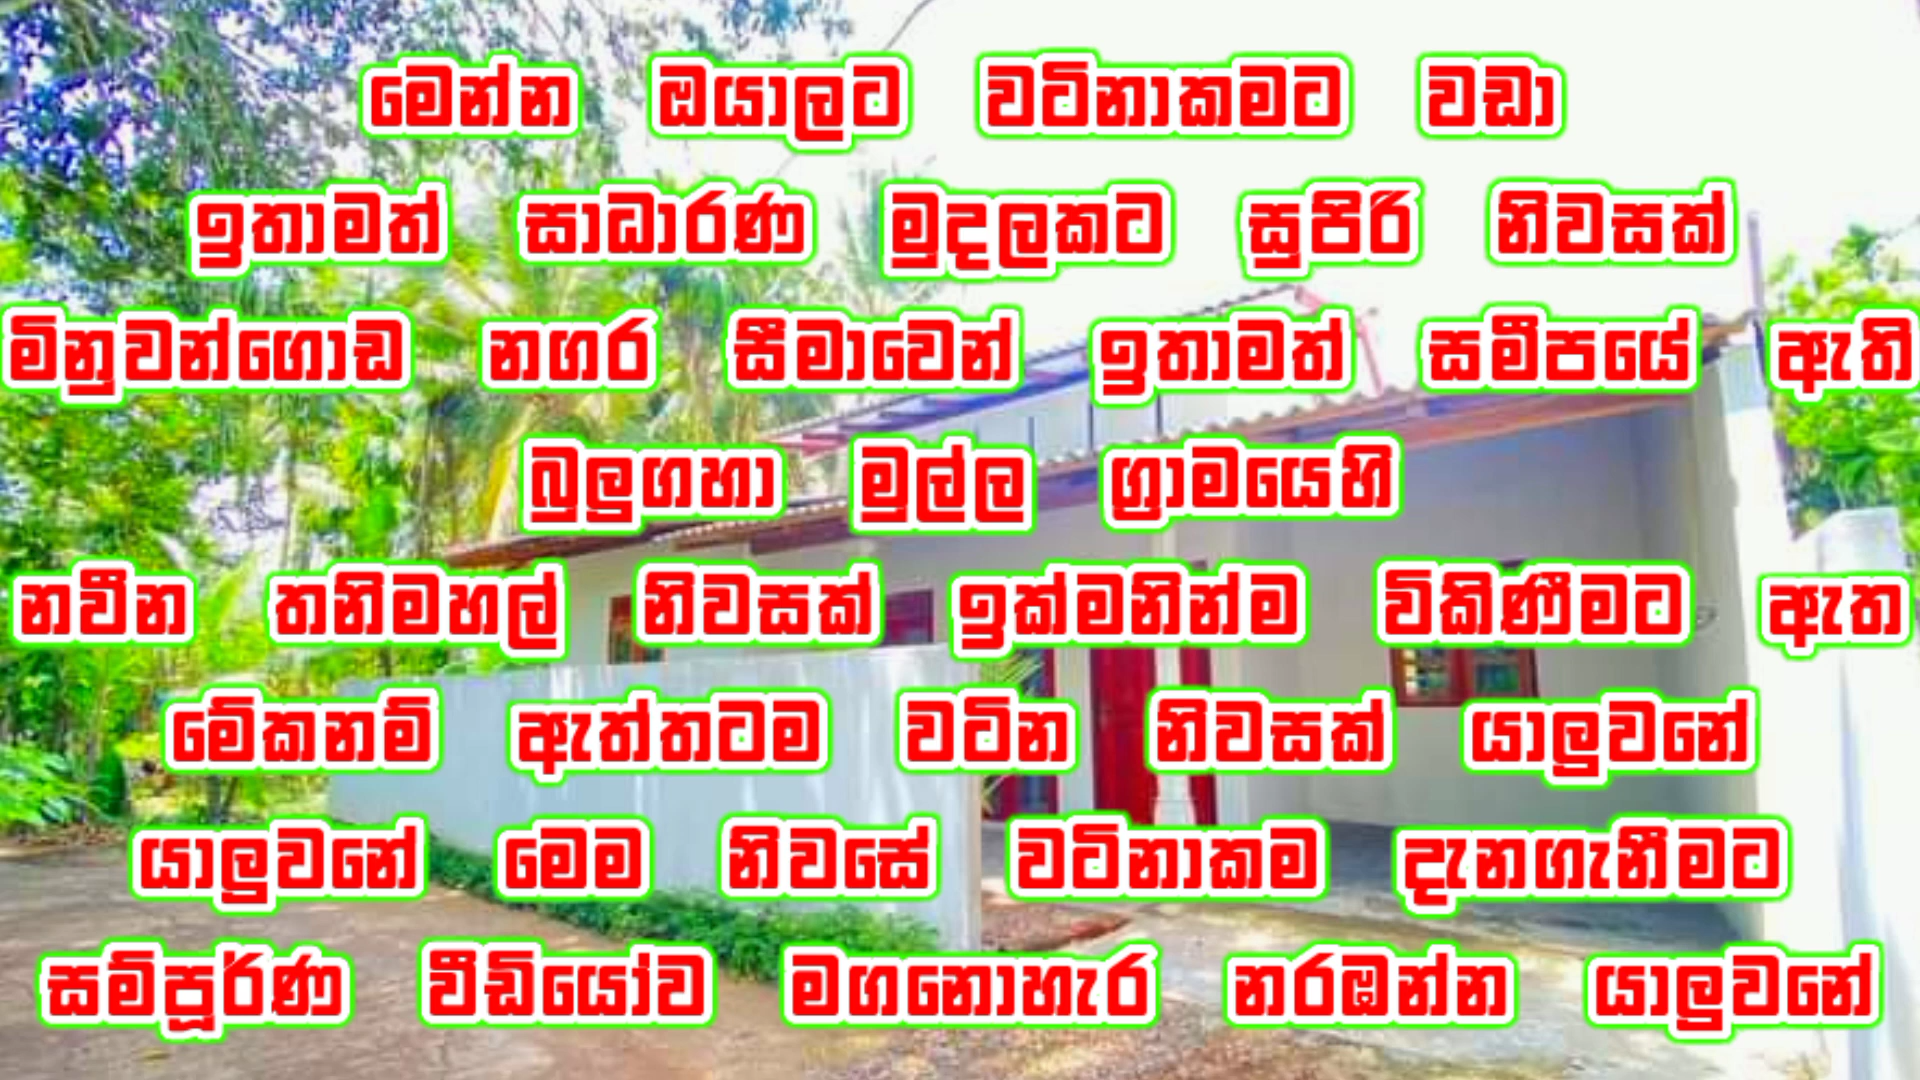 මෙන්න ඔයාලට වටිනාකමට වඩා
ඉතාමත් සාධාරණ මුදලකට සුපිරි නිවසක්
මිනුවන්ගොඩ නගර සීමාවෙන් ඉතාමත් සමීපයේ ඇති
බුලුගහා මුල්ල ග්‍රාමයෙහි
නවීන තනිමහල් නිවසක් ඉක්මනින්ම විකිණීමට ඇත
මේකනම් ඇත්තටම වටින නිවසක් යාලුවනේ
යාලුවනේ මෙම නිවසේ වටිනාකම දැනගැනීමට
සම්පූර්ණ වීඩියෝව මගනොහැර නරඹන්න යාලුවනේ